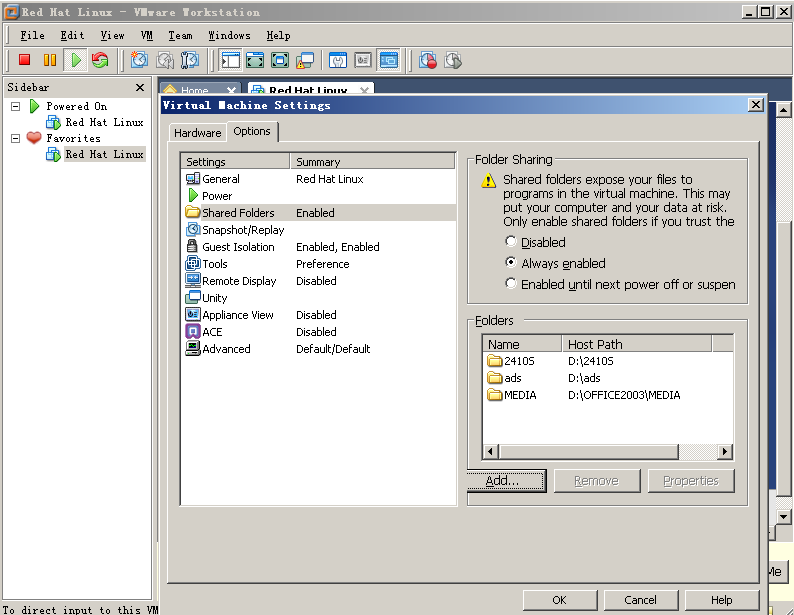 Red Hat Linux - VMware Workstation
File Edit View VM Team Windows Help
Sidebar
Powered On
Red Hat Linux
Favorites
Red Hat Linux
Home
Red Hat Linux
Virtual Machine Settings
Hardware Options
Settings Summary
General Red Hat Linux
Power
Shared Folders Enabled
Snapshot/Replay
Guest Isolation Enabled, Enabled
Tools Preference
Remote Display Disabled
Unity
Appliance View Disabled
ACE Disabled
Advanced Default/Default
Folder Sharing
Shared folders expose your files to
programs in the virtual machine. This may
put your computer and your data at risk.
Only enable shared folders if you trust the
Disabled
Always enabled
Enabled until next power off or suspen
Folders
Name Host Path
2410S D:\2410S
ads D:\ads
MEDIA D:\OFFICE2003\MEDIA
Add... Remove Properties
Me
OK Cancel Help
To direct input to this VM